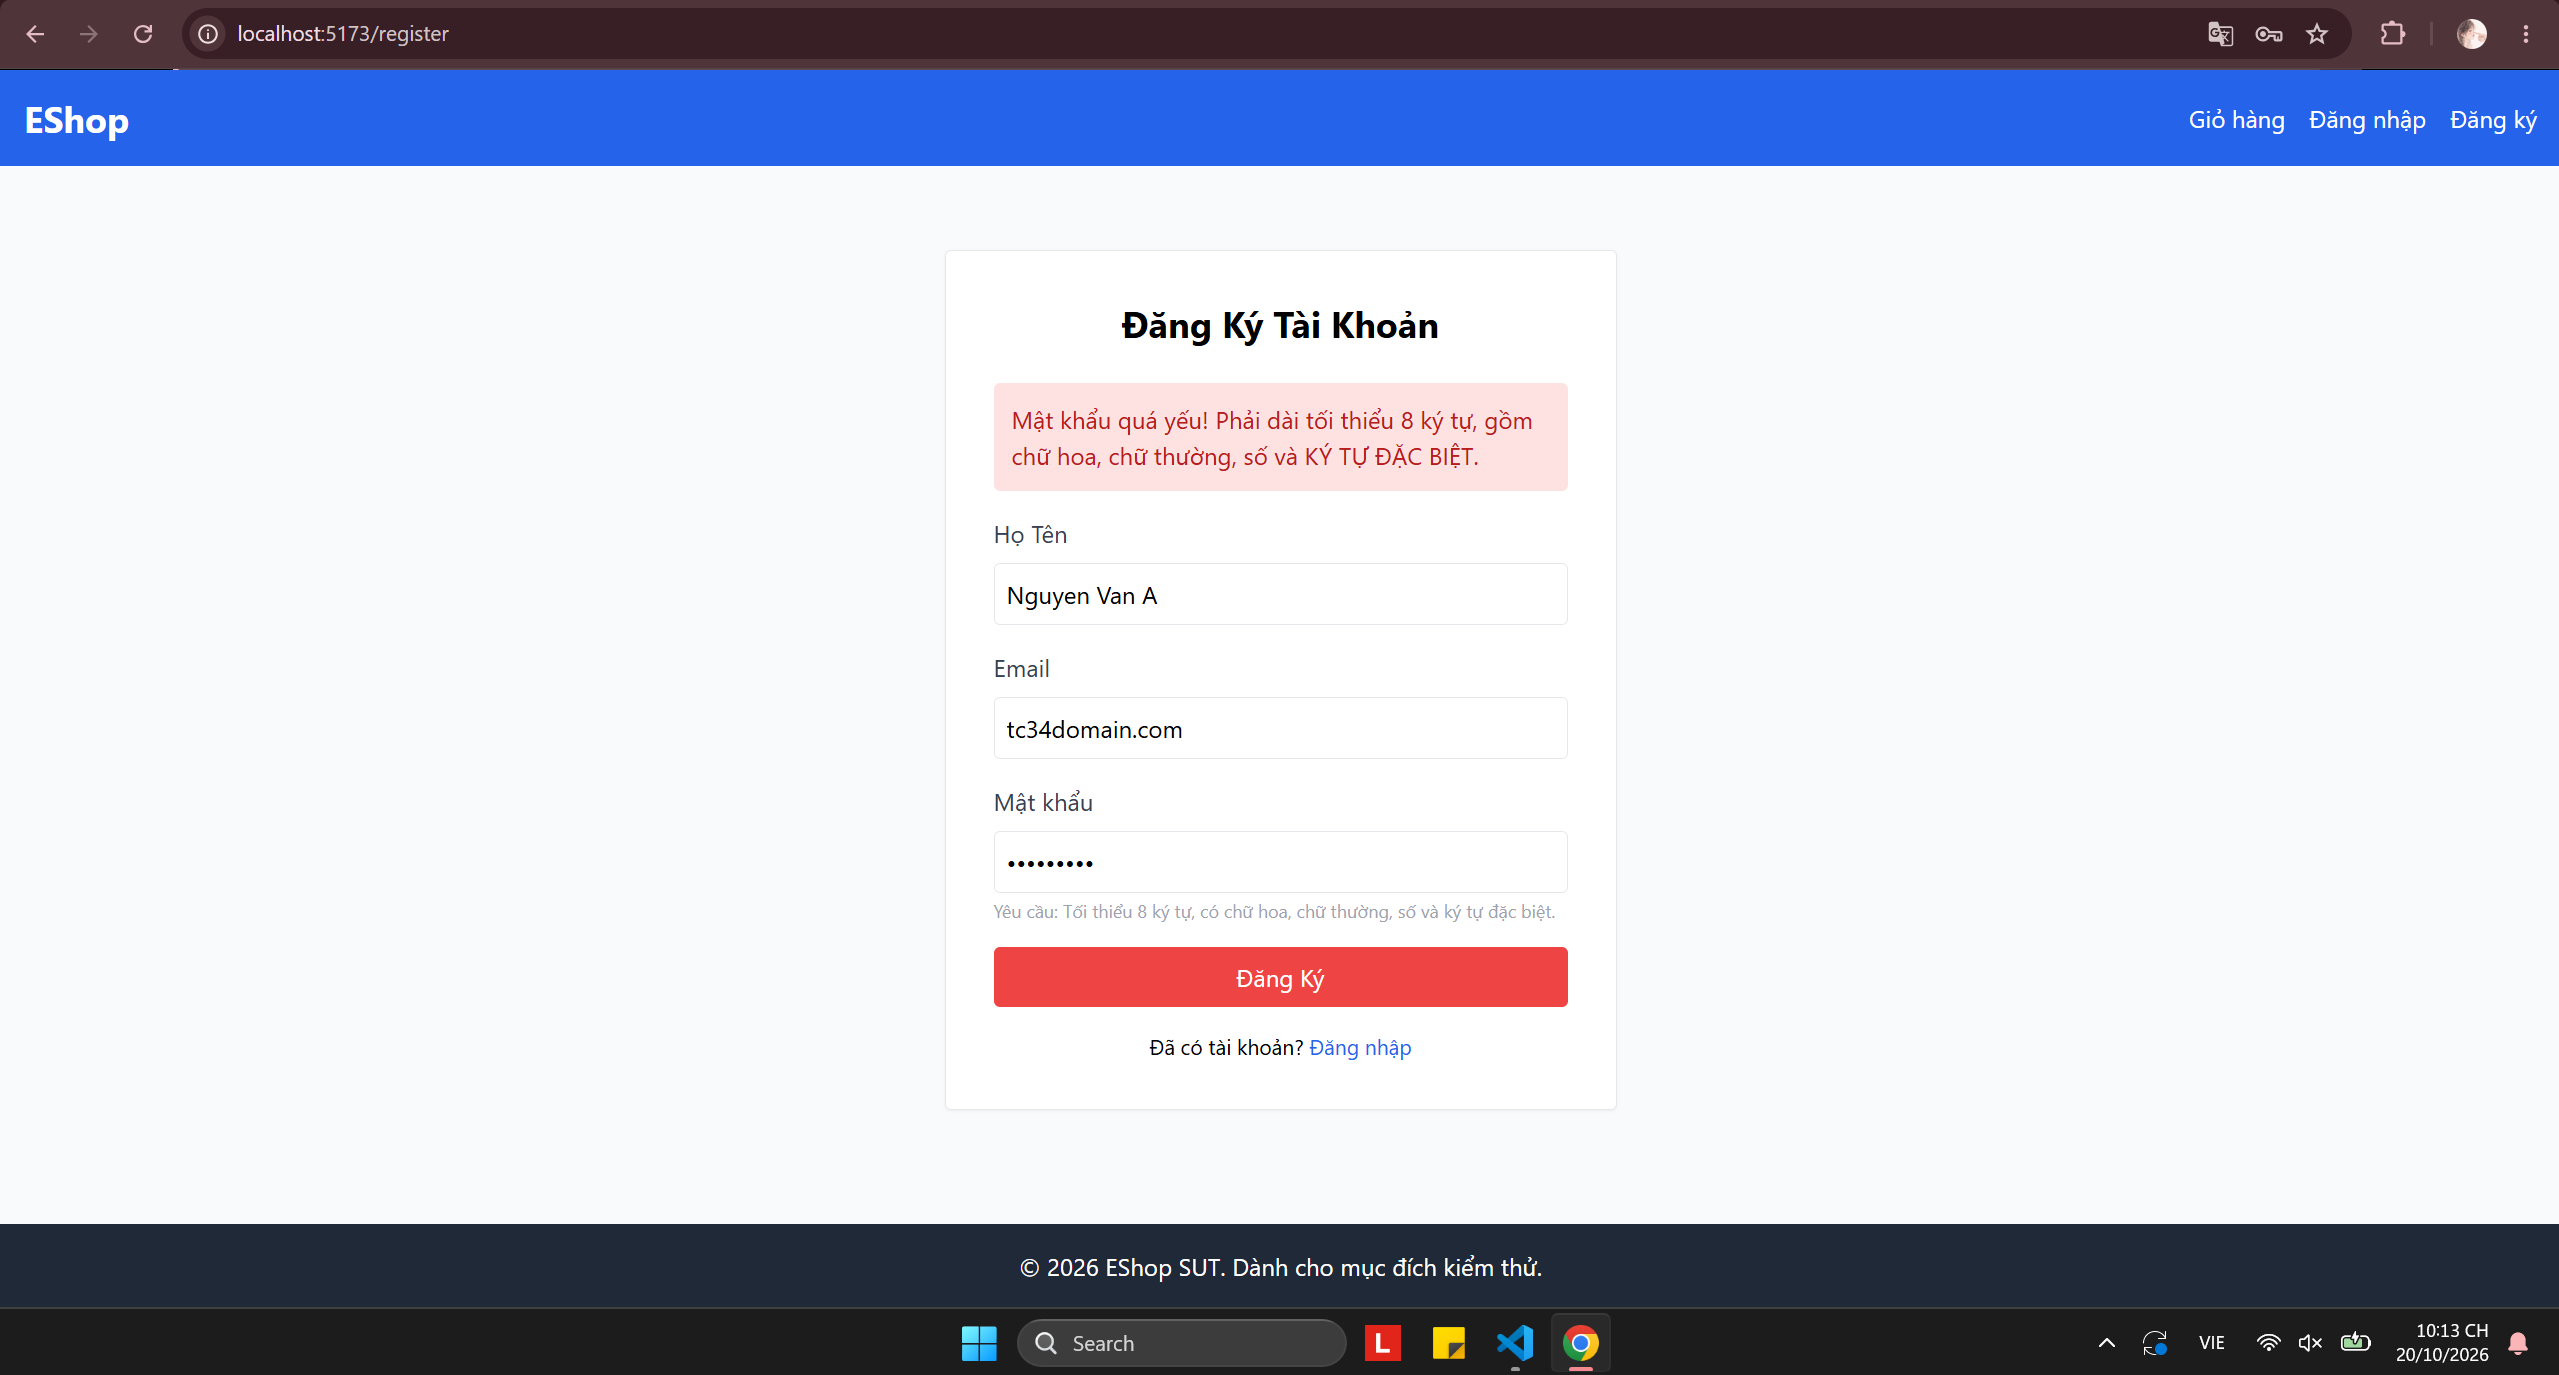 localhost:5173/register
EShop
Giỏ hàng Đăng nhập Đăng ký
Đăng Ký Tài Khoản
Mật khẩu quá yếu! Phải dài tối thiểu 8 ký tự, gồm
chữ hoa, chữ thường, số và KÝ TỰ ĐẶC BIỆT.
Họ Tên
Nguyen Van A
Email
tc34domain.com
Mật khẩu
•••••••••
Yêu cầu: Tối thiểu 8 ký tự, có chữ hoa, chữ thường, số và ký tự đặc biệt.
Đăng Ký
Đã có tài khoản? Đăng nhập
© 2026 EShop SUT. Dành cho mục đích kiểm thử.
Search
L
VIE
10:13 CH
20/10/2026